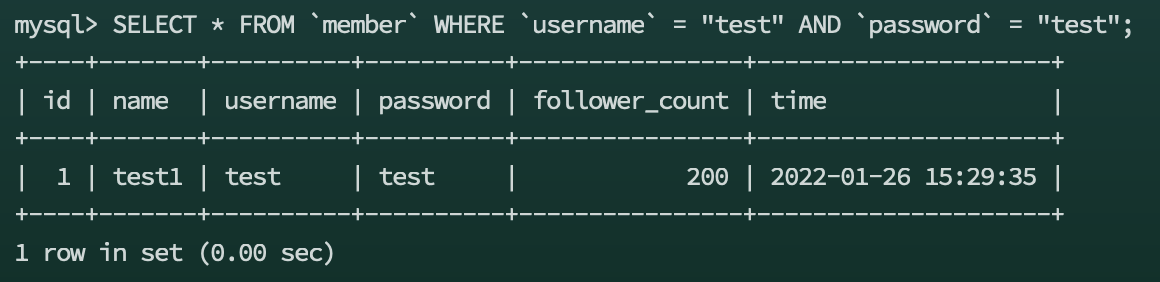 mysql> SELECT * FROM `member` WHERE `username` = "test" AND `password` = "test";
+----+-------+----------+----------+----------------+---------------------+
| id | name  | username | password | follower_count | time                |
+----+-------+----------+----------+----------------+---------------------+
|  1 | test1 | test     | test     |            200 | 2022-01-26 15:29:35 |
+----+-------+----------+----------+----------------+---------------------+
1 row in set (0.00 sec)